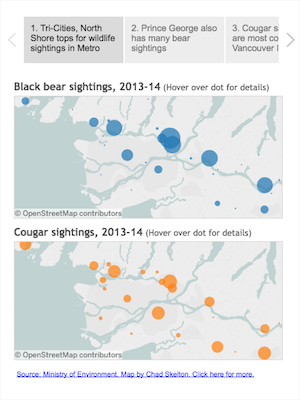 1. Tri-Cities, North
Shore tops for wildlife
sightings in Metro
2. Prince George also
has many bear
sightings
3. Cougar s
are most co
Vancouver I
Black bear sightings, 2013-14 (Hover over dot for details)
© OpenStreetMap contributors
Cougar sightings, 2013-14 (Hover over dot for details)
© OpenStreetMap contributors
Source: Ministry of Environment. Map by Chad Skelton. Click here for more.